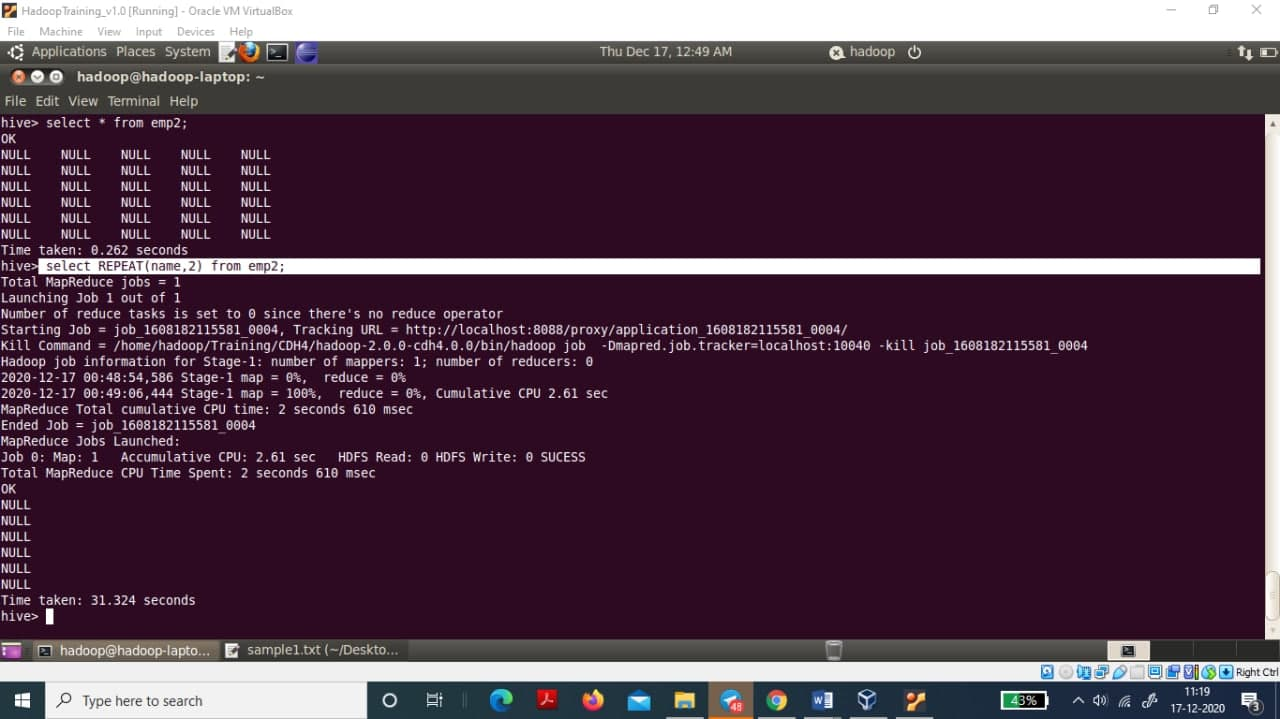 HadoopTraining_v1.0 [Running] - Oracle VM VirtualBox
File Machine View Input Devices Help
Applications Places System Thu Dec 17, 12:49 AM hadoop
hadoop@hadoop-laptop: ~
File Edit View Terminal Help
hive> select * from emp2;
OK
NULL NULL NULL NULL NULL
NULL NULL NULL NULL NULL
NULL NULL NULL NULL NULL
NULL NULL NULL NULL NULL
NULL NULL NULL NULL NULL
NULL NULL NULL NULL NULL
Time taken: 0.262 seconds
hive> select REPEAT(name,2) from emp2;
Total MapReduce jobs = 1
Launching Job 1 out of 1
Number of reduce tasks is set to 0 since there's no reduce operator
Starting Job = job_1608182115581_0004, Tracking URL = http://localhost:8088/proxy/application_1608182115581_0004/
Kill Command = /home/hadoop/Training/CDH4/hadoop-2.0.0-cdh4.0.0/bin/hadoop job  -Dmapred.job.tracker=localhost:10040 -kill job_1608182115581_0004
Hadoop job information for Stage-1: number of mappers: 1; number of reducers: 0
2020-12-17 00:48:54,586 Stage-1 map = 0%,  reduce = 0%
2020-12-17 00:49:06,444 Stage-1 map = 100%,  reduce = 0%, Cumulative CPU 2.61 sec
MapReduce Total cumulative CPU time: 2 seconds 610 msec
Ended Job = job_1608182115581_0004
MapReduce Jobs Launched:
Job 0: Map: 1   Accumulative CPU: 2.61 sec   HDFS Read: 0 HDFS Write: 0 SUCESS
Total MapReduce CPU Time Spent: 2 seconds 610 msec
OK
NULL
NULL
NULL
NULL
NULL
NULL
Time taken: 31.324 seconds
hive>
hadoop@hadoop-lapto... sample1.txt (~/Deskto...
Right Ctrl
Type here to search 48 43% 11:19
17-12-2020 3